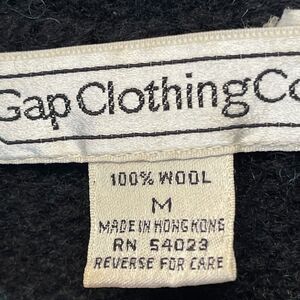 Gap Clothing Co
100% WOOL
M
MADE IN HONG KONG
RN 54023
REVERSE FOR CARE